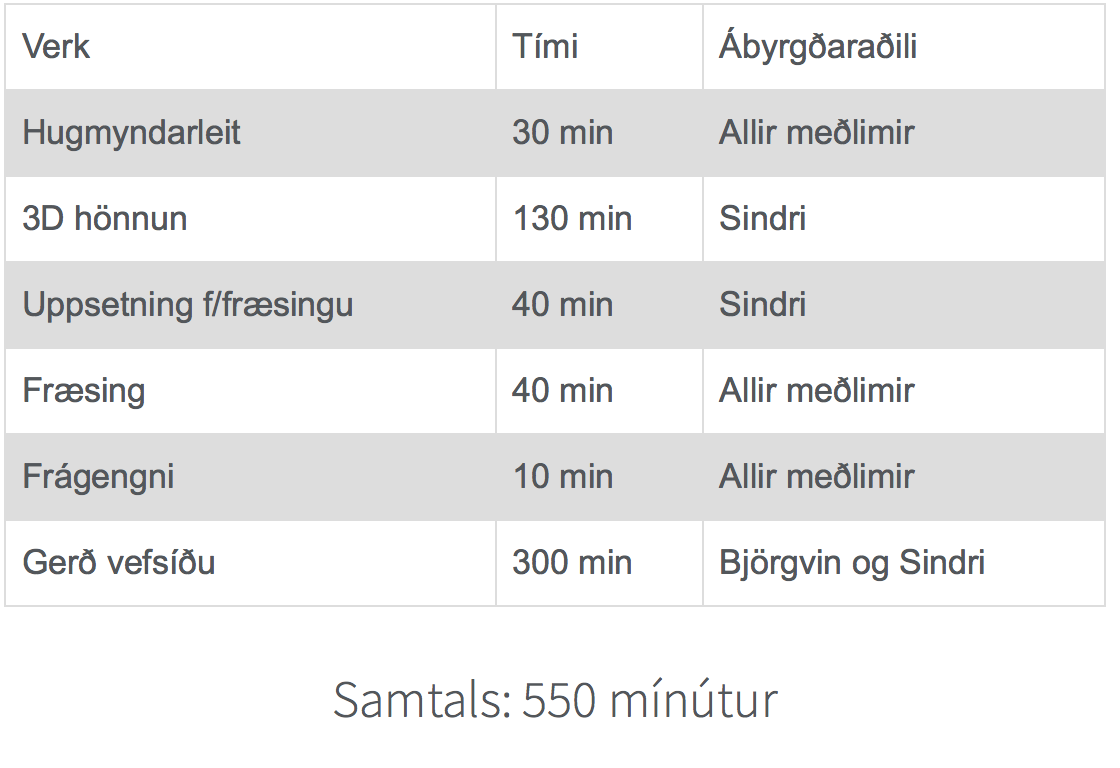 Verk Tími Ábyrgðaraðili
Hugmyndarleit 30 min Allir meðlimir
3D hönnun 130 min Sindri
Uppsetning f/fræsingu 40 min Sindri
Fræsing 40 min Allir meðlimir
Frágengni 10 min Allir meðlimir
Gerð vefsíðu 300 min Björgvin og Sindri
Samtals: 550 mínútur